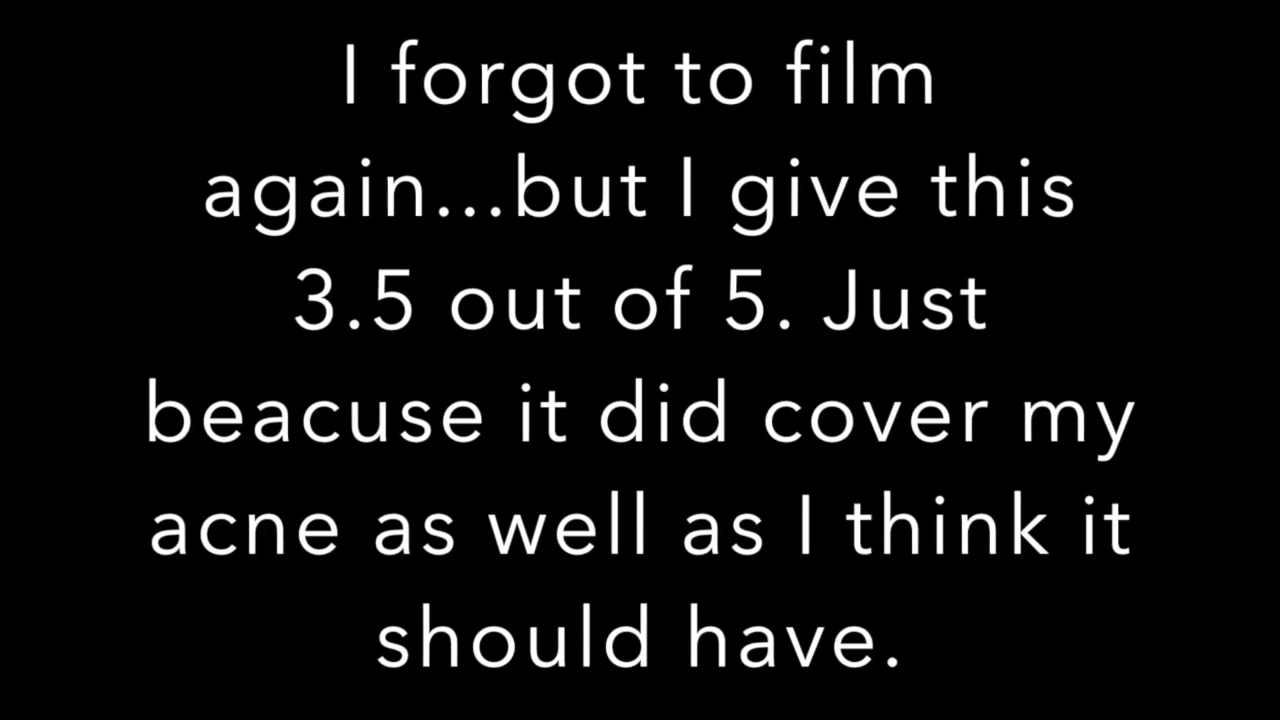 I forgot to film
again...but I give this
3.5 out of 5. Just
beacuse it did cover my
acne as well as I think it
should have.